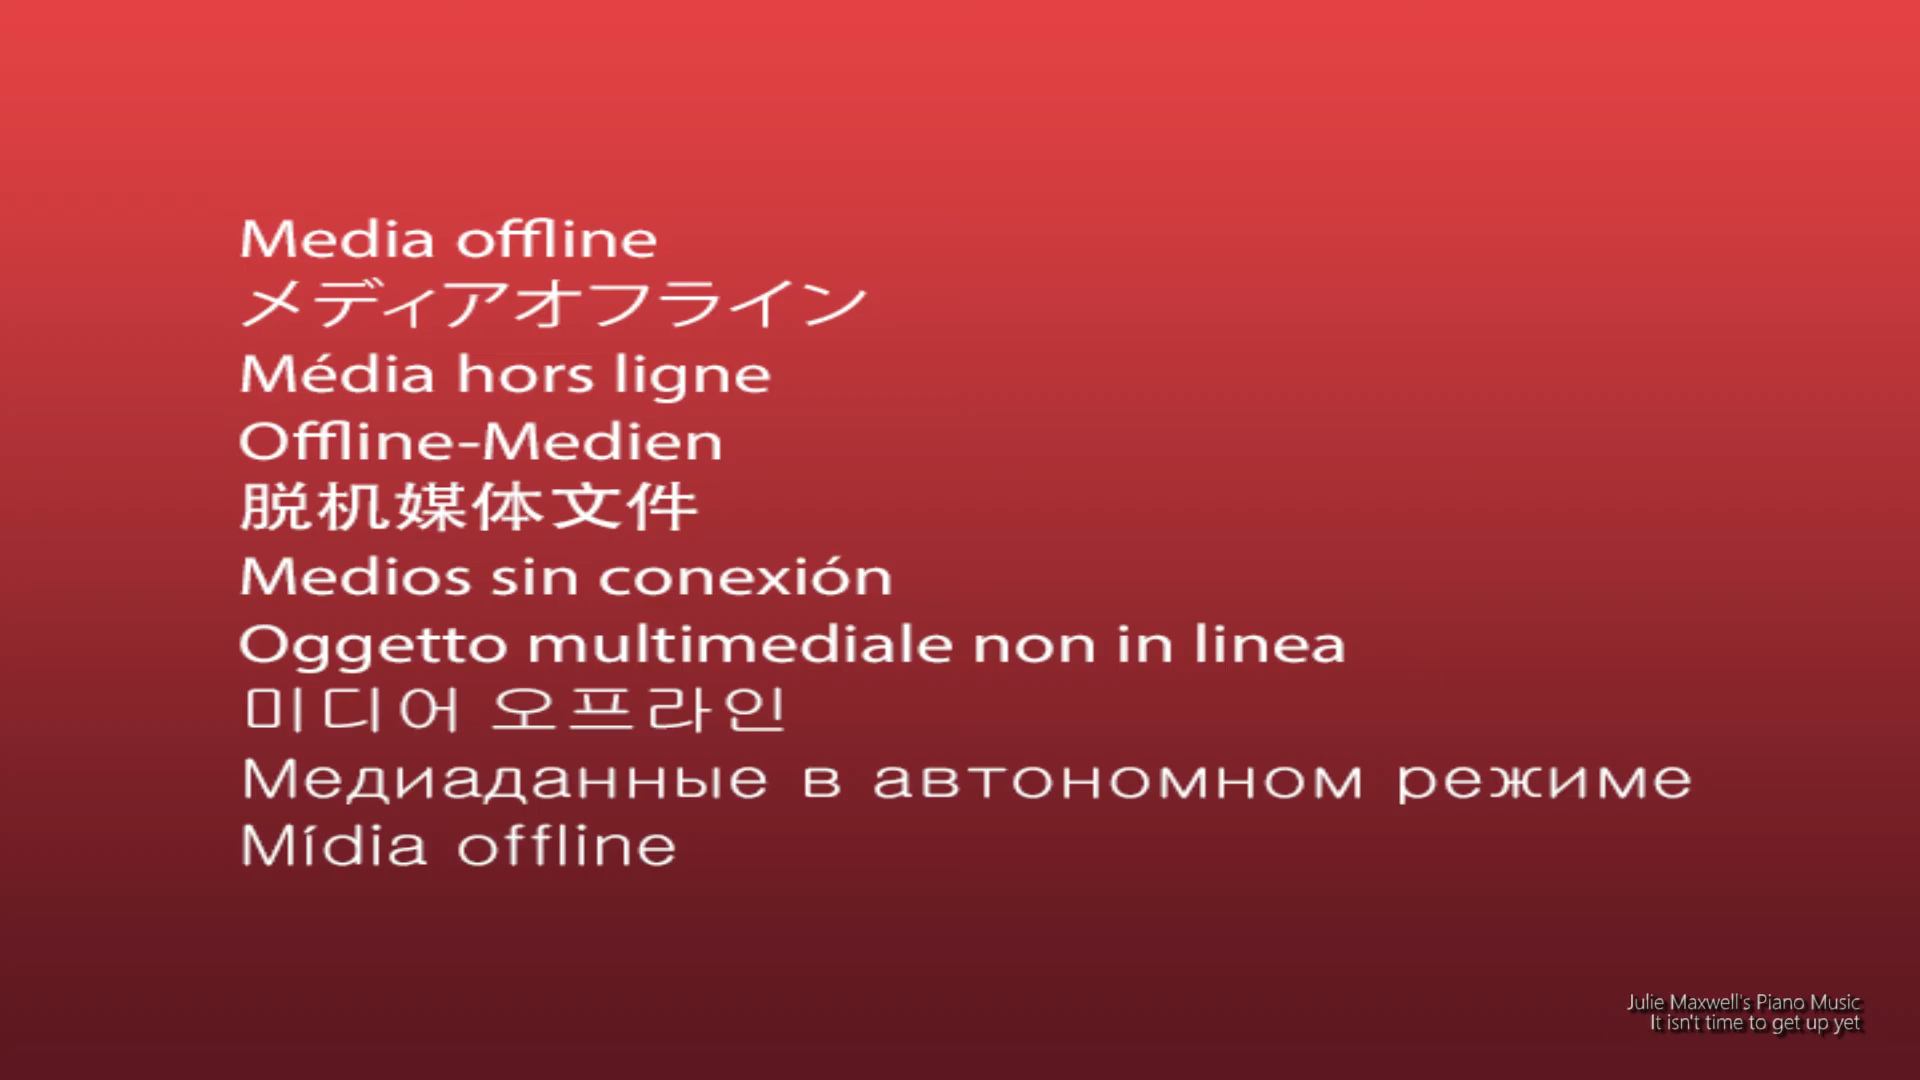 Media offline
メディアオフライン
Média hors ligne
Offline-Medien
脱机媒体文件
Medios sin conexión
Oggetto multimediale non in linea
미디어 오프라인
Медиаданные в автономном режиме
Mídia offline
Julie Maxwell's Piano Music
It isn't time to get up yet